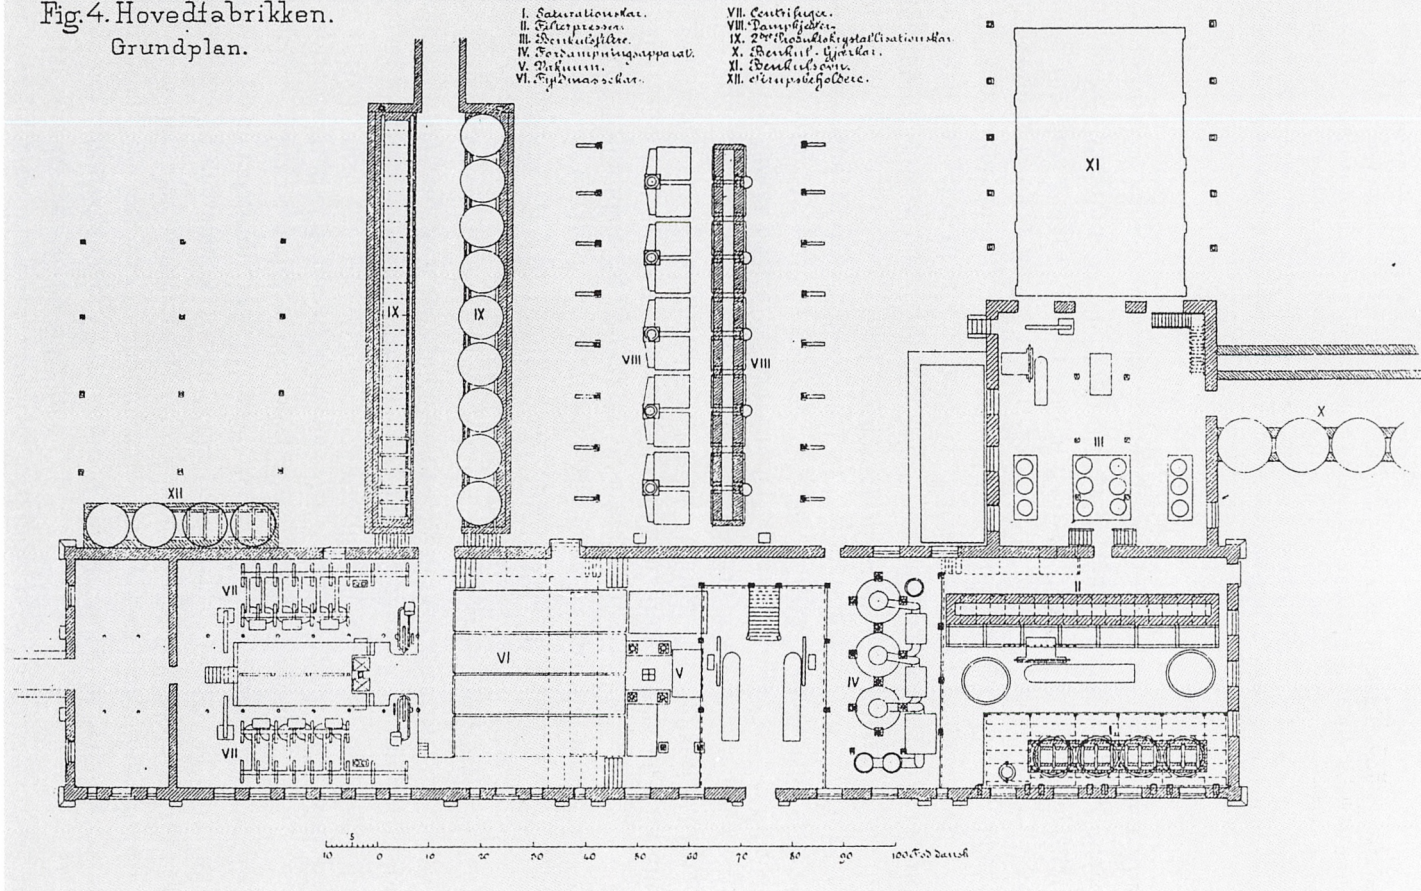 Fig. 4. Hovedfabrikken.
Grundplan.
I. Saturationskar.
II. Filterpresser.
III. Benkulsfiltre.
IV. Fordampningsapparat.
V. Vakuum.
VI. Fyldmassekar.
VII. Centrifuger.
VIII. Dampkjedler.
IX. 2det Produktskrystallisationskar.
X. Benkul-Gjærkar.
XI. Benkulsovn.
XII. Sirupsbeholdere.
XI
IX
IX
VIII
VIII
X
III
XII
VII
II
VI
V
IV
VII
I
5
10 0 10 20 30 40 50 60 70 80 90 100 Fod dansk